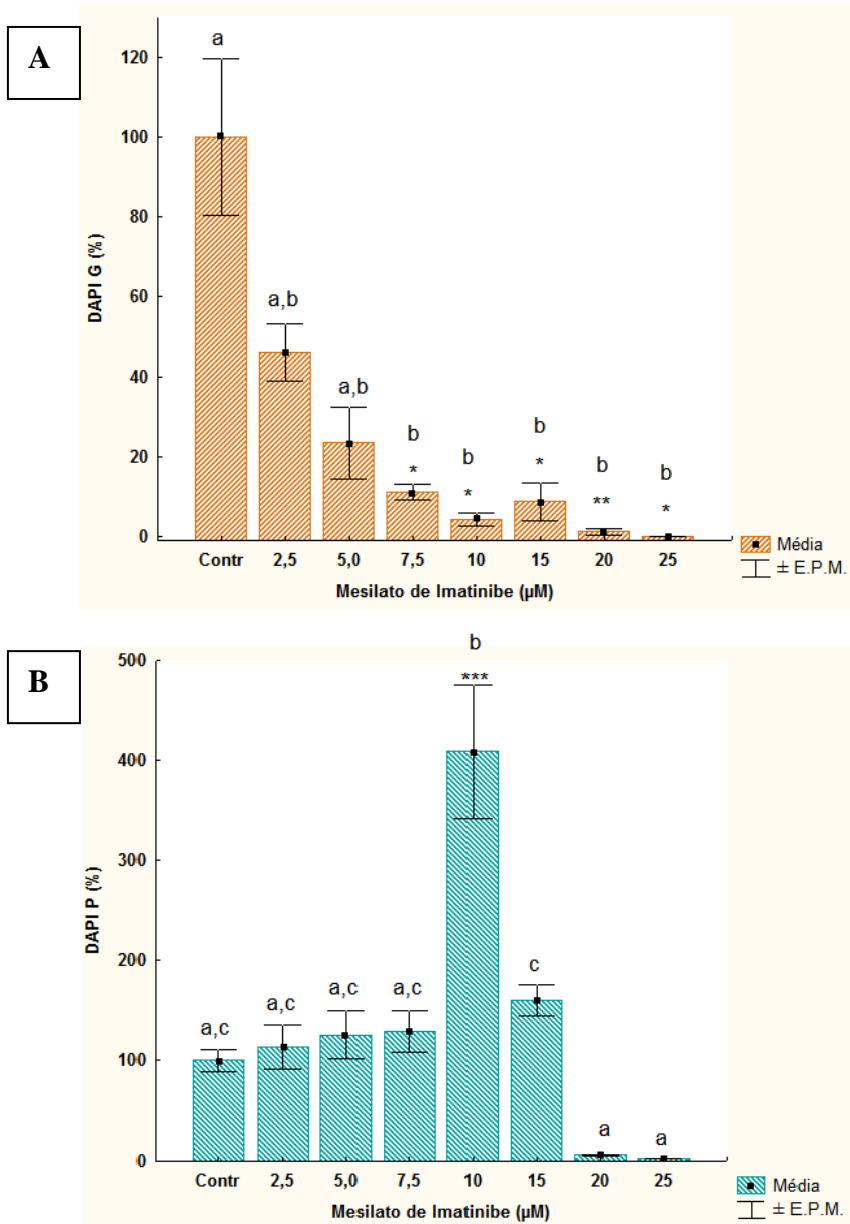 A
DAPI G (%)
120
100
80
60
40
20
0
a
a,b
a,b
b
*
b
*
b
*
b
**
b
*
Contr 2,5 5,0 7,5 10 15 20 25
Mesilato de Imatinibe (µM)
Média
± E.P.M.
B
DAPI P (%)
500
400
300
200
100
0
a,c
a,c
a,c
a,c
b
***
c
a
a
Contr 2,5 5,0 7,5 10 15 20 25
Mesilato de Imatinibe (µM)
Média
± E.P.M.